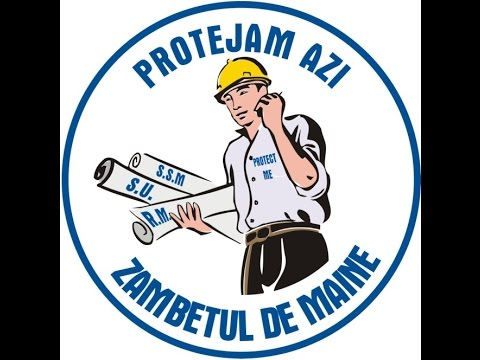 PROTEJAM AZI
S.S.M
S.U.
R.M.
PROTECT
ME
ZAMBETUL DE MAINE